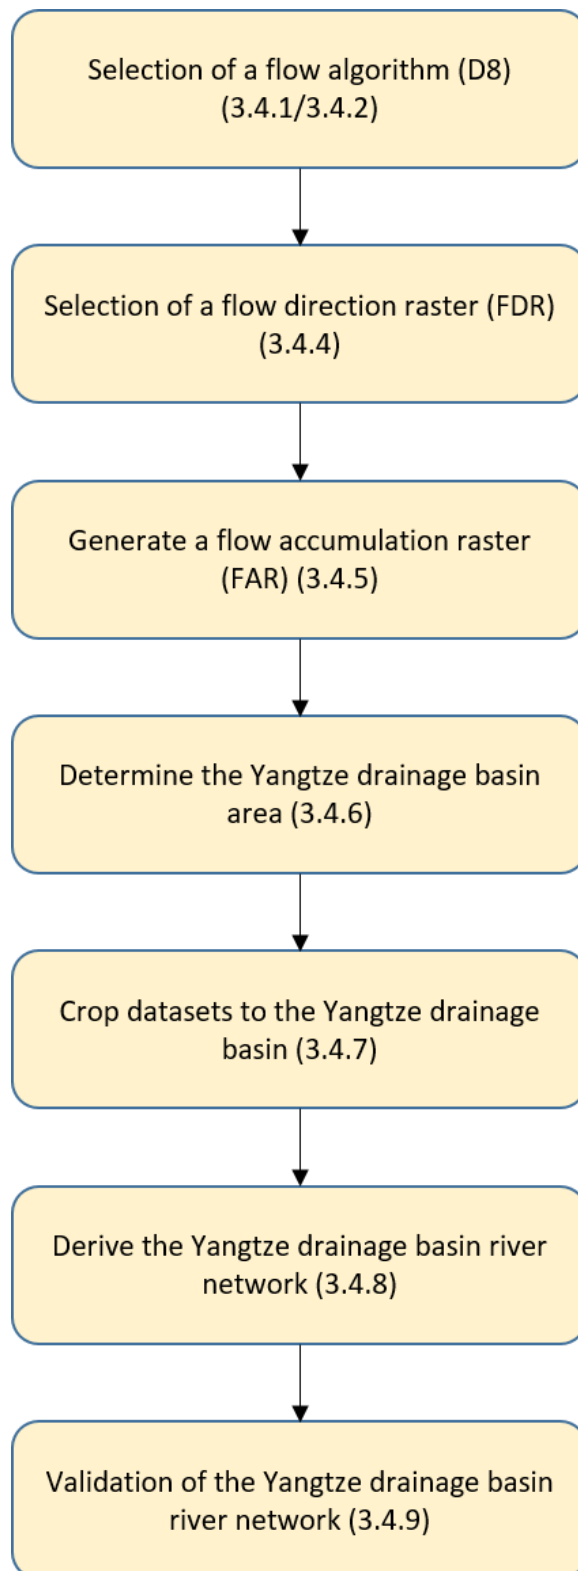 Selection of a flow algorithm (D8)
(3.4.1/3.4.2)
Selection of a flow direction raster (FDR)
(3.4.4)
Generate a flow accumulation raster
(FAR) (3.4.5)
Determine the Yangtze drainage basin
area (3.4.6)
Crop datasets to the Yangtze drainage
basin (3.4.7)
Derive the Yangtze drainage basin river
network (3.4.8)
Validation of the Yangtze drainage basin
river network (3.4.9)